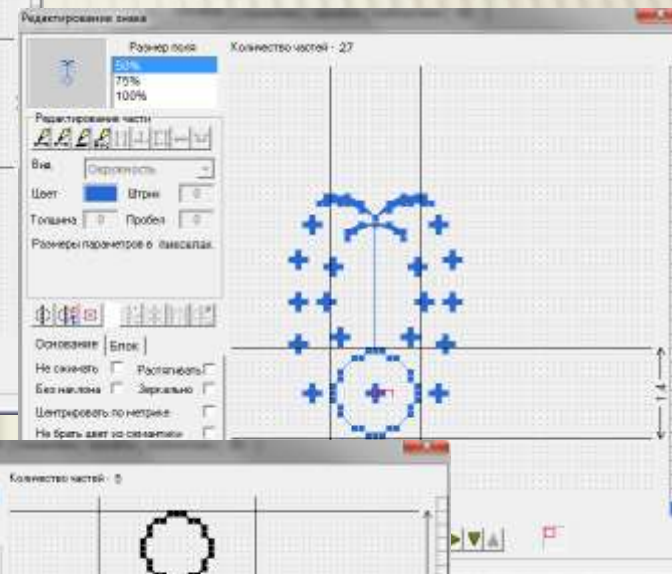 Редактирование знака
Размер поля
50%
75%
100%
Количество частей - 27
Редактирование части
Вид
Окружность
Цвет
Штрих
0
Толщина
0
Пробел
0
Размеры параметров в пикселах
Основание
Блок
Не сжимать
Растягивать
Без наклона
Зеркально
Центрировать по метрике
Не брать цвет из семантики
Количество частей - 5